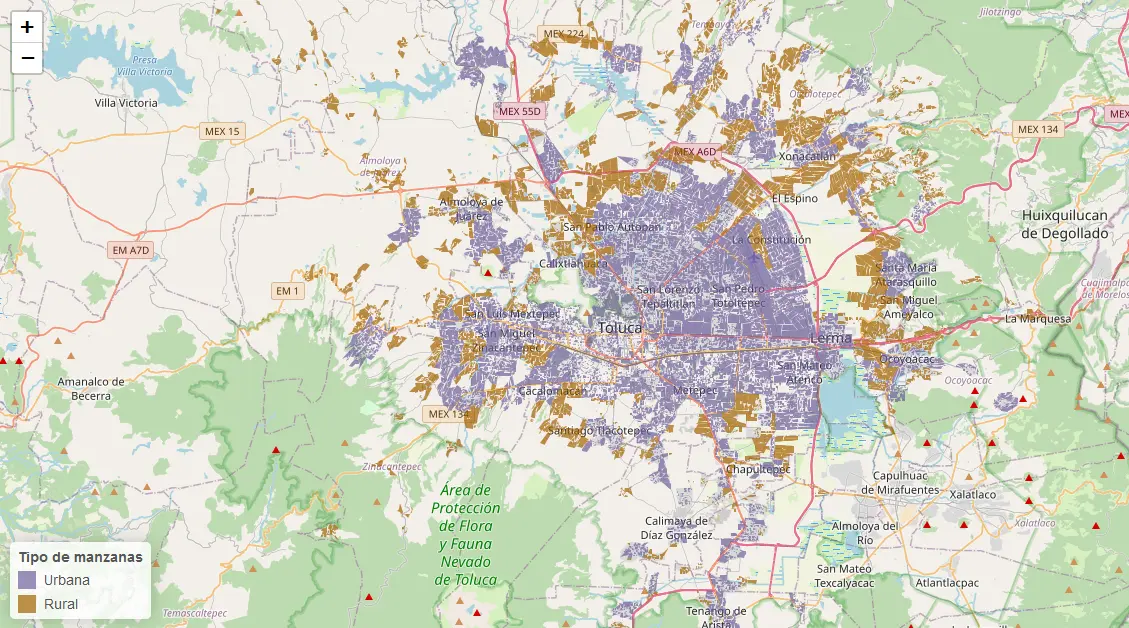 +
−
Jilotzingo
Temoaya
MEX 224
Presa
Villa Victoria
Villa Victoria
Otzolotepec
MEX 55D
MEX
MEX 15
MEX 134
MEX A6D
Xonacatlán
Almoloya
de Juárez
El Espino
Almoloya de
Juárez
Huixquilucan
de Degollado
San Pablo Autopan
La Constitución
EM A7D
Calixtlahuaca
Santa María
Atarasquillo
EM 1
San Lorenzo
Tepaltitlán
San Pedro
Totoltepec
Cuajimalpa
de Morelos
San Miguel
Ameyalco
San Luis Mextepec
La Marquesa
Toluca
San Miguel
Zinacantepec
Lerma
Ocoyoacac
San Mateo
Atenco
Ocoyoacac
Amanalco de
Becerra
Cacalomacán
Metepec
MEX 134
Santiago Tlacotepec
Zinacantepec
Chapultepec
Capulhuac
de Mirafuentes
Xalatlaco
Área de
Protección
de Flora
y Fauna
Nevado
de Toluca
Calimaya de
Díaz González
Almoloya del
Río
Xalatlaco
San Mateo
Texcalyacac
Atlantlacpac
Tipo de manzanas
Urbana
Rural
Temascaltepec
Tenango de
Arista